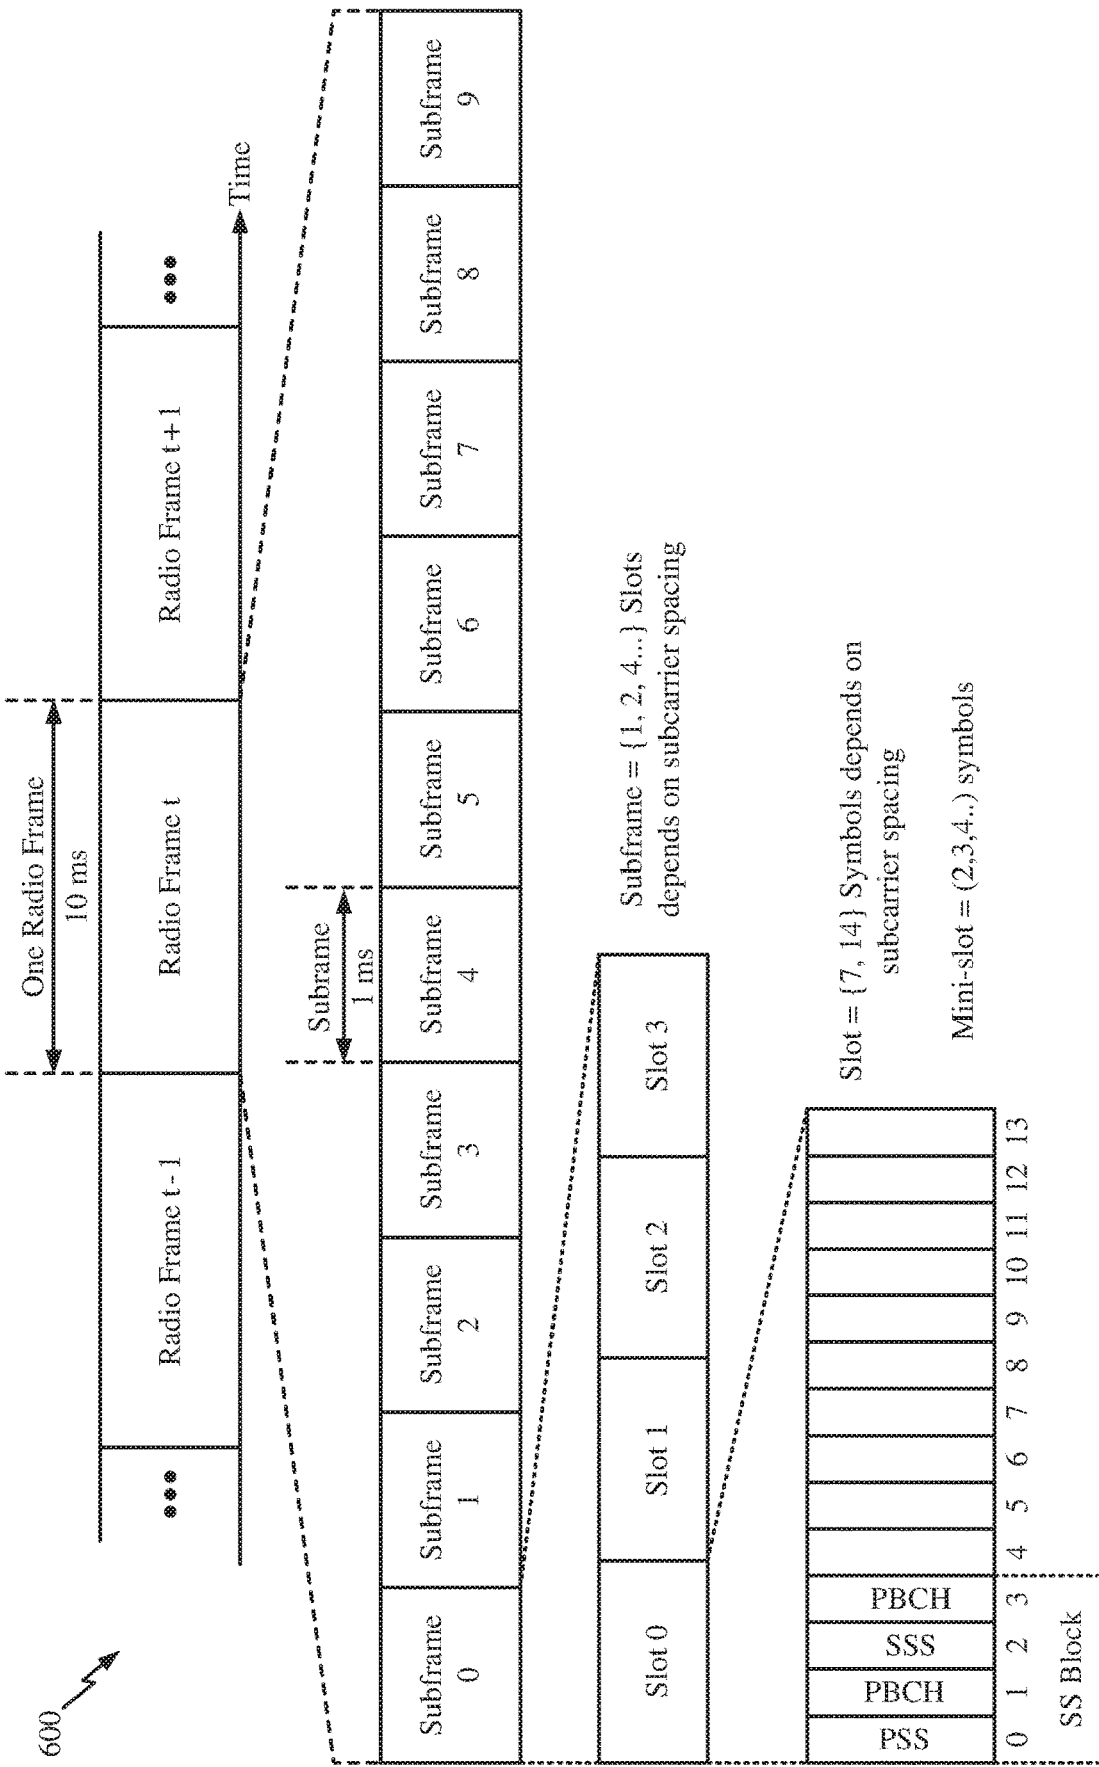 600
One Radio Frame
10 ms
••• Radio Frame t-1 Radio Frame t Radio Frame t+1 •••
Time
Subrame
1 ms
Subframe 0
Subframe 1
Subframe 2
Subframe 3
Subframe 4
Subframe 5
Subframe 6
Subframe 7
Subframe 8
Subframe 9
Slot 0 Slot 1 Slot 2 Slot 3
Subframe = {1, 2, 4...} Slots
depends on subcarrier spacing
PSS PBCH SSS PBCH
0 1 2 3 4 5 6 7 8 9 10 11 12 13
SS Block
Slot = {7, 14} Symbols depends on
subcarrier spacing
Mini-slot = (2,3,4..) symbols